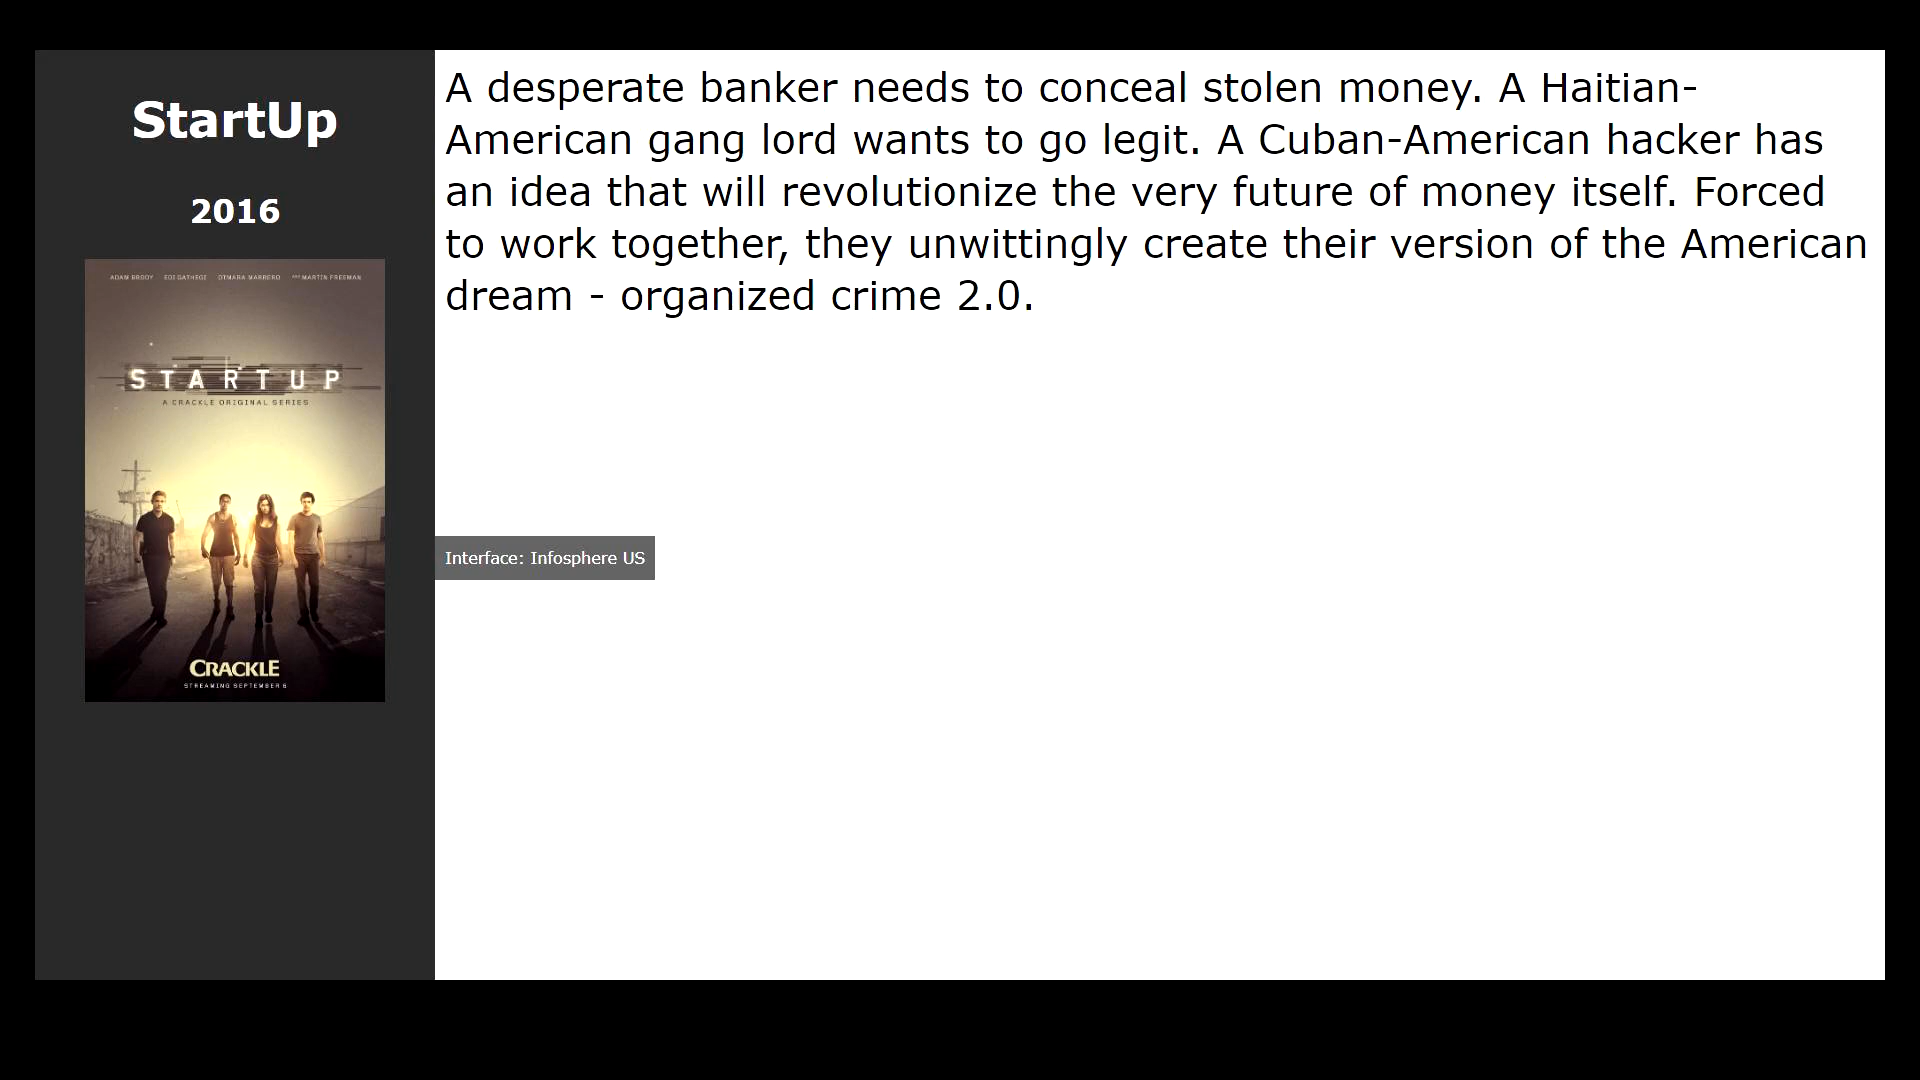 StartUp
2016
ADAM BRODY EDI GATHEGI OTMARA MARRERO AND MARTIN FREEMAN
STARTUP
A CRACKLE ORIGINAL SERIES
CRACKLE
STREAMING SEPTEMBER 6
A desperate banker needs to conceal stolen money. A Haitian-
American gang lord wants to go legit. A Cuban-American hacker has
an idea that will revolutionize the very future of money itself. Forced
to work together, they unwittingly create their version of the American
dream - organized crime 2.0.
Interface: Infosphere US